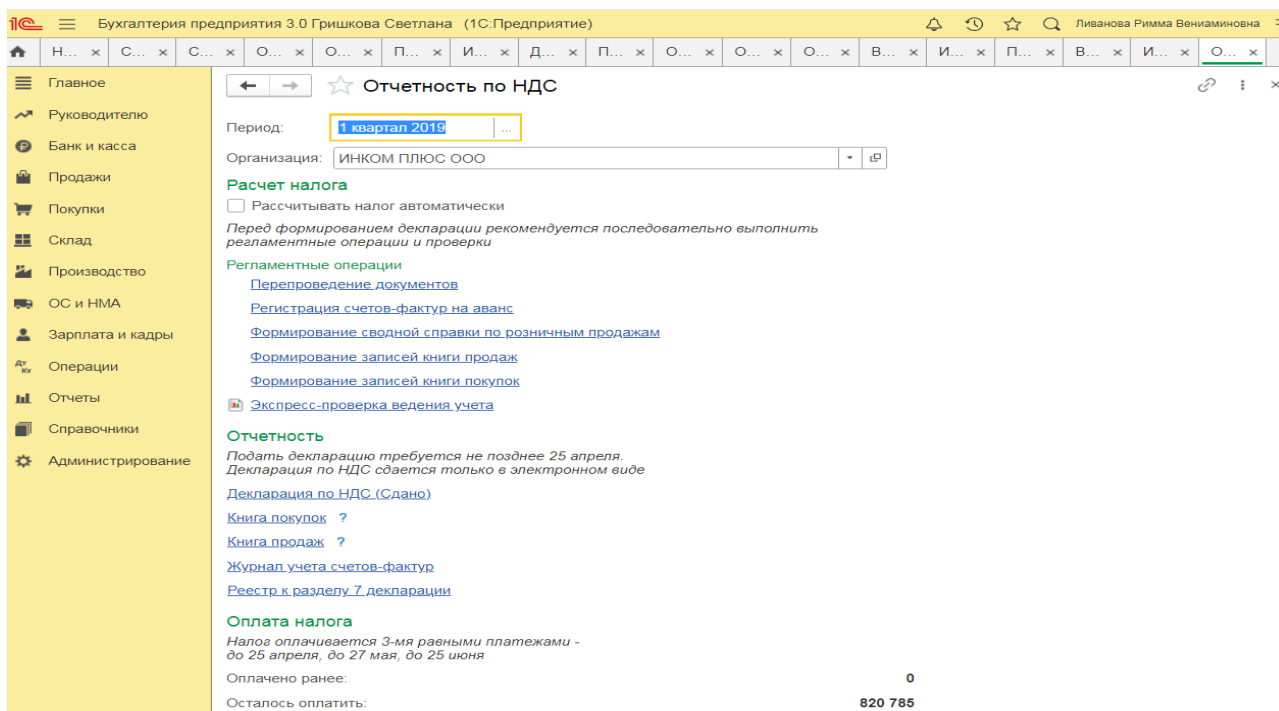 1С Бухгалтерия предприятия 3.0 Гришкова Светлана (1С:Предприятие) Ливанова Римма Вениаминовна
Н... С... С... О... О... П... И... Д... П... О... О... О... В... И... П... В... И... О...
Главное
Руководителю
Банк и касса
Продажи
Покупки
Склад
Производство
ОС и НМА
Зарплата и кадры
Операции
Отчеты
Справочники
Администрирование
Отчетность по НДС
Период: 1 квартал 2019 ...
Организация: ИНКОМ ПЛЮС ООО
Расчет налога
Рассчитывать налог автоматически
Перед формированием декларации рекомендуется последовательно выполнить
регламентные операции и проверки
Регламентные операции
Перепроведение документов
Регистрация счетов-фактур на аванс
Формирование сводной справки по розничным продажам
Формирование записей книги продаж
Формирование записей книги покупок
Экспресс-проверка ведения учета
Отчетность
Подать декларацию требуется не позднее 25 апреля.
Декларация по НДС сдается только в электронном виде
Декларация по НДС (Сдано)
Книга покупок ?
Книга продаж ?
Журнал учета счетов-фактур
Реестр к разделу 7 декларации
Оплата налога
Налог оплачивается 3-мя равными платежами -
до 25 апреля, до 27 мая, до 25 июня
Оплачено ранее: 0
Осталось оплатить: 820 785